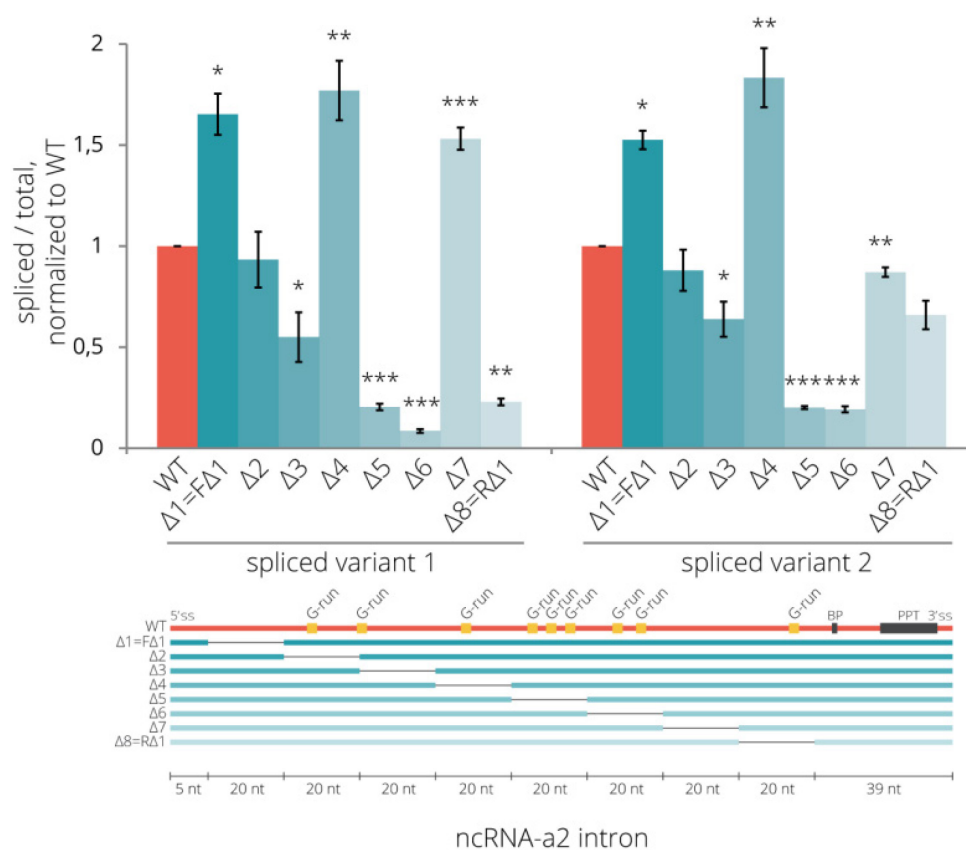 spliced / total,
normalized to WT
2
1,5
1
0,5
0
* ** *** * *** *** **
* ** * *** *** **
WT Δ1=FΔ1 Δ2 Δ3 Δ4 Δ5 Δ6 Δ7 Δ8=RΔ1
WT Δ1=FΔ1 Δ2 Δ3 Δ4 Δ5 Δ6 Δ7 Δ8=RΔ1
spliced variant 1
spliced variant 2
5'ss G-run G-run G-run G-run G-run G-run G-run G-run G-run BP PPT 3'ss
WT
Δ1=FΔ1
Δ2
Δ3
Δ4
Δ5
Δ6
Δ7
Δ8=RΔ1
5 nt 20 nt 20 nt 20 nt 20 nt 20 nt 20 nt 20 nt 20 nt 39 nt
ncRNA-a2 intron